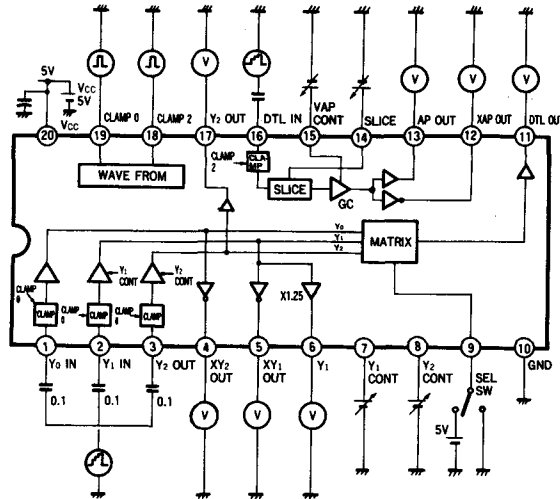 5V
VCC
5V
CLAMP 0
CLAMP 2
Y2 OUT
DTL IN
VAP
CONT
SLICE
AP OUT
XAP OUT
DTL OUT
20
19
18
17
16
15
14
13
12
11
VCC
WAVE FROM
CLAMP
2
CLA
MP
SLICE
GC
Y0
Y1
Y2
MATRIX
Y1
CONT
Y2
CONT
X1.25
CLAMP
CLAMP
0
CLAMP
CLAMP
CLAMP
CLAMP
1
2
3
4
5
6
7
8
9
10
Y0 IN
Y1 IN
Y2 OUT
XY2
OUT
XY1
OUT
Y1
Y1
CONT
Y2
CONT
SEL
SW
GND
0.1
0.1
0.1
5V
V
V
V
V
V
V
V